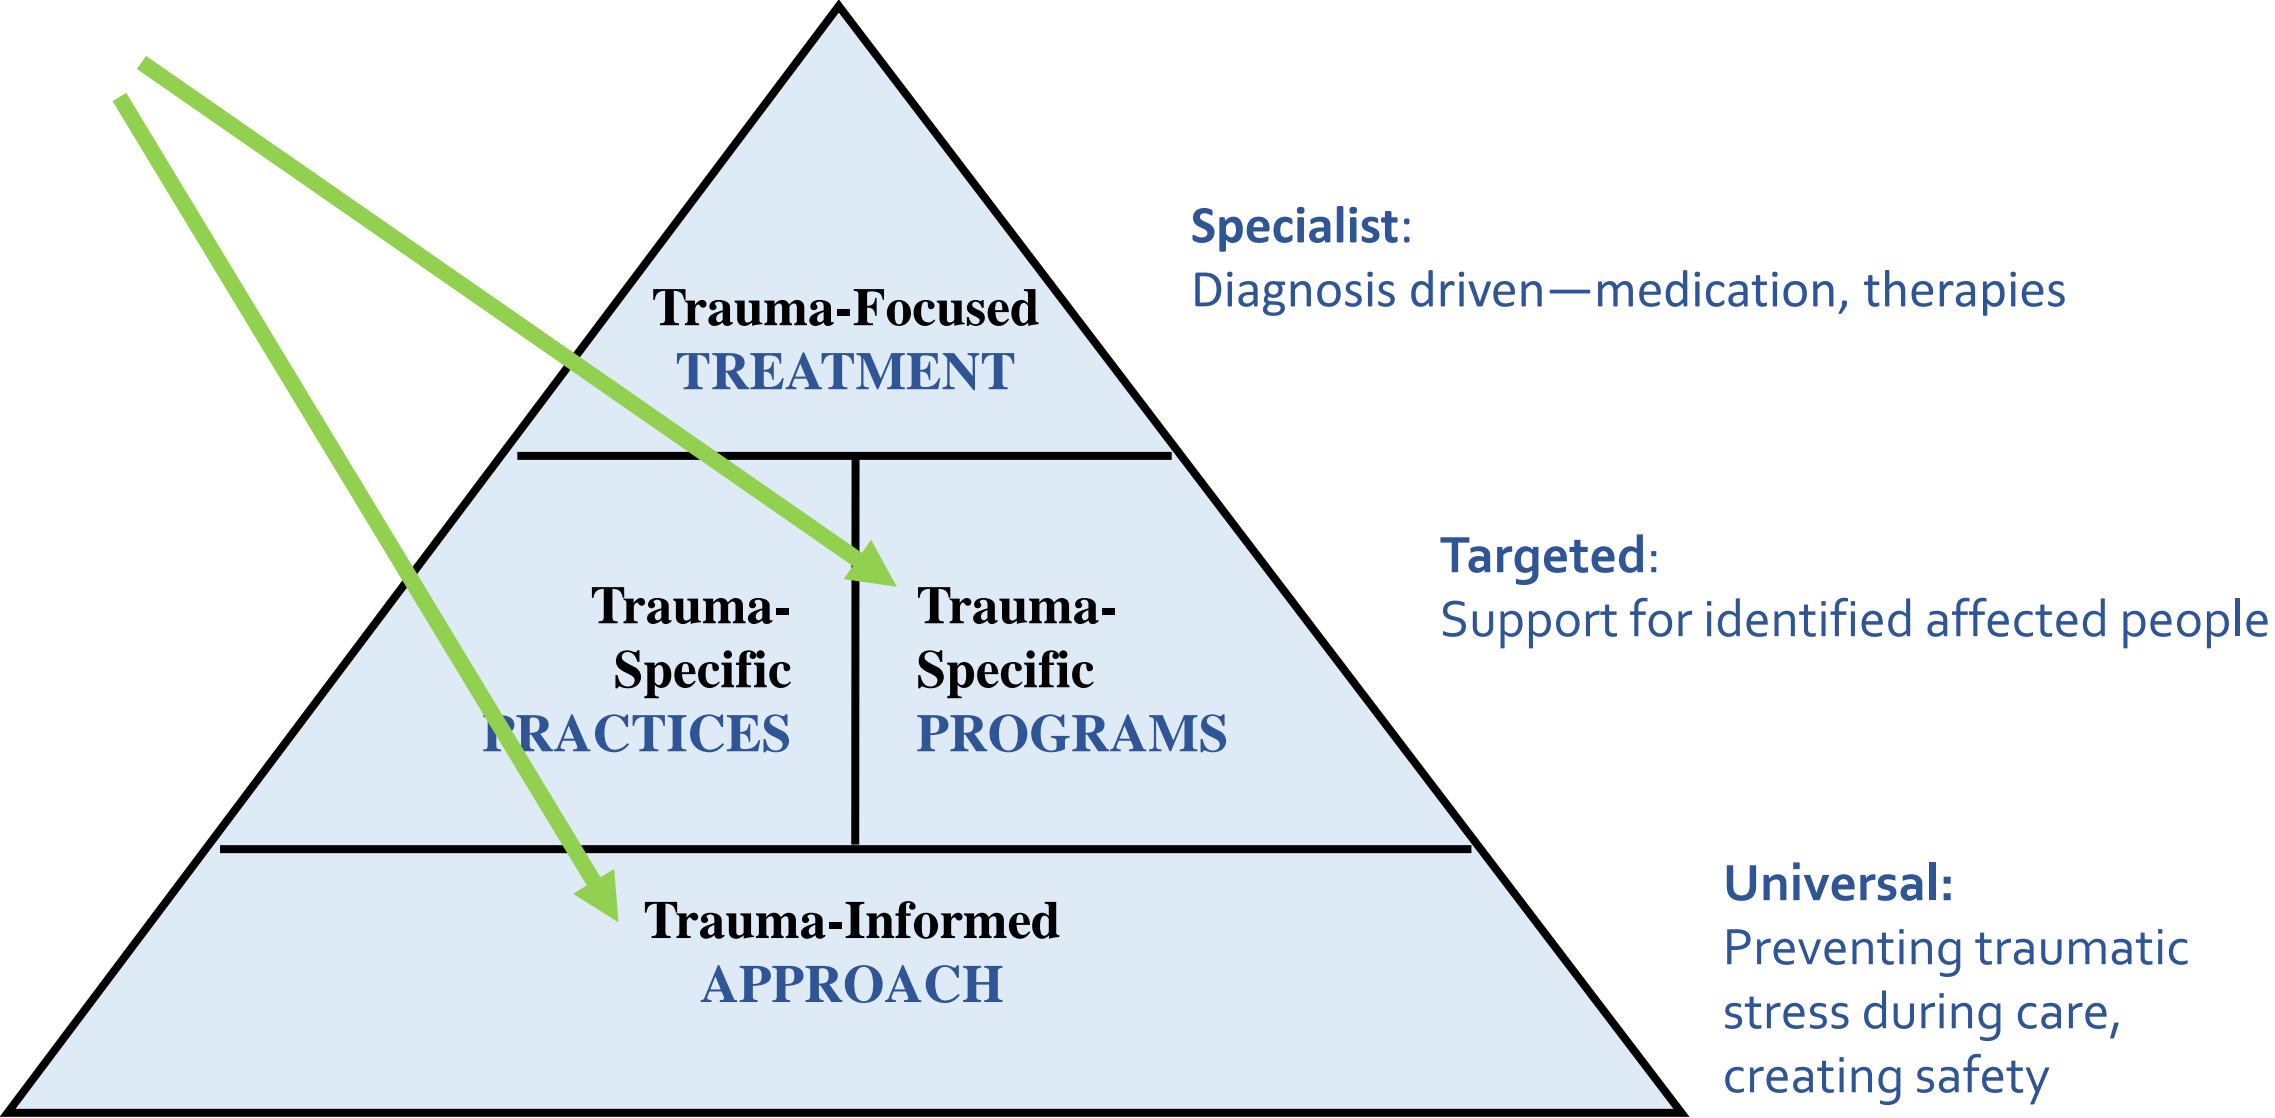 Specialist:
Diagnosis driven—medication, therapies
Trauma-Focused
TREATMENT
Targeted:
Support for identified affected people
Trauma-
Specific
PRACTICES
Trauma-
Specific
PROGRAMS
Universal:
Preventing traumatic
stress during care,
creating safety
Trauma-Informed
APPROACH